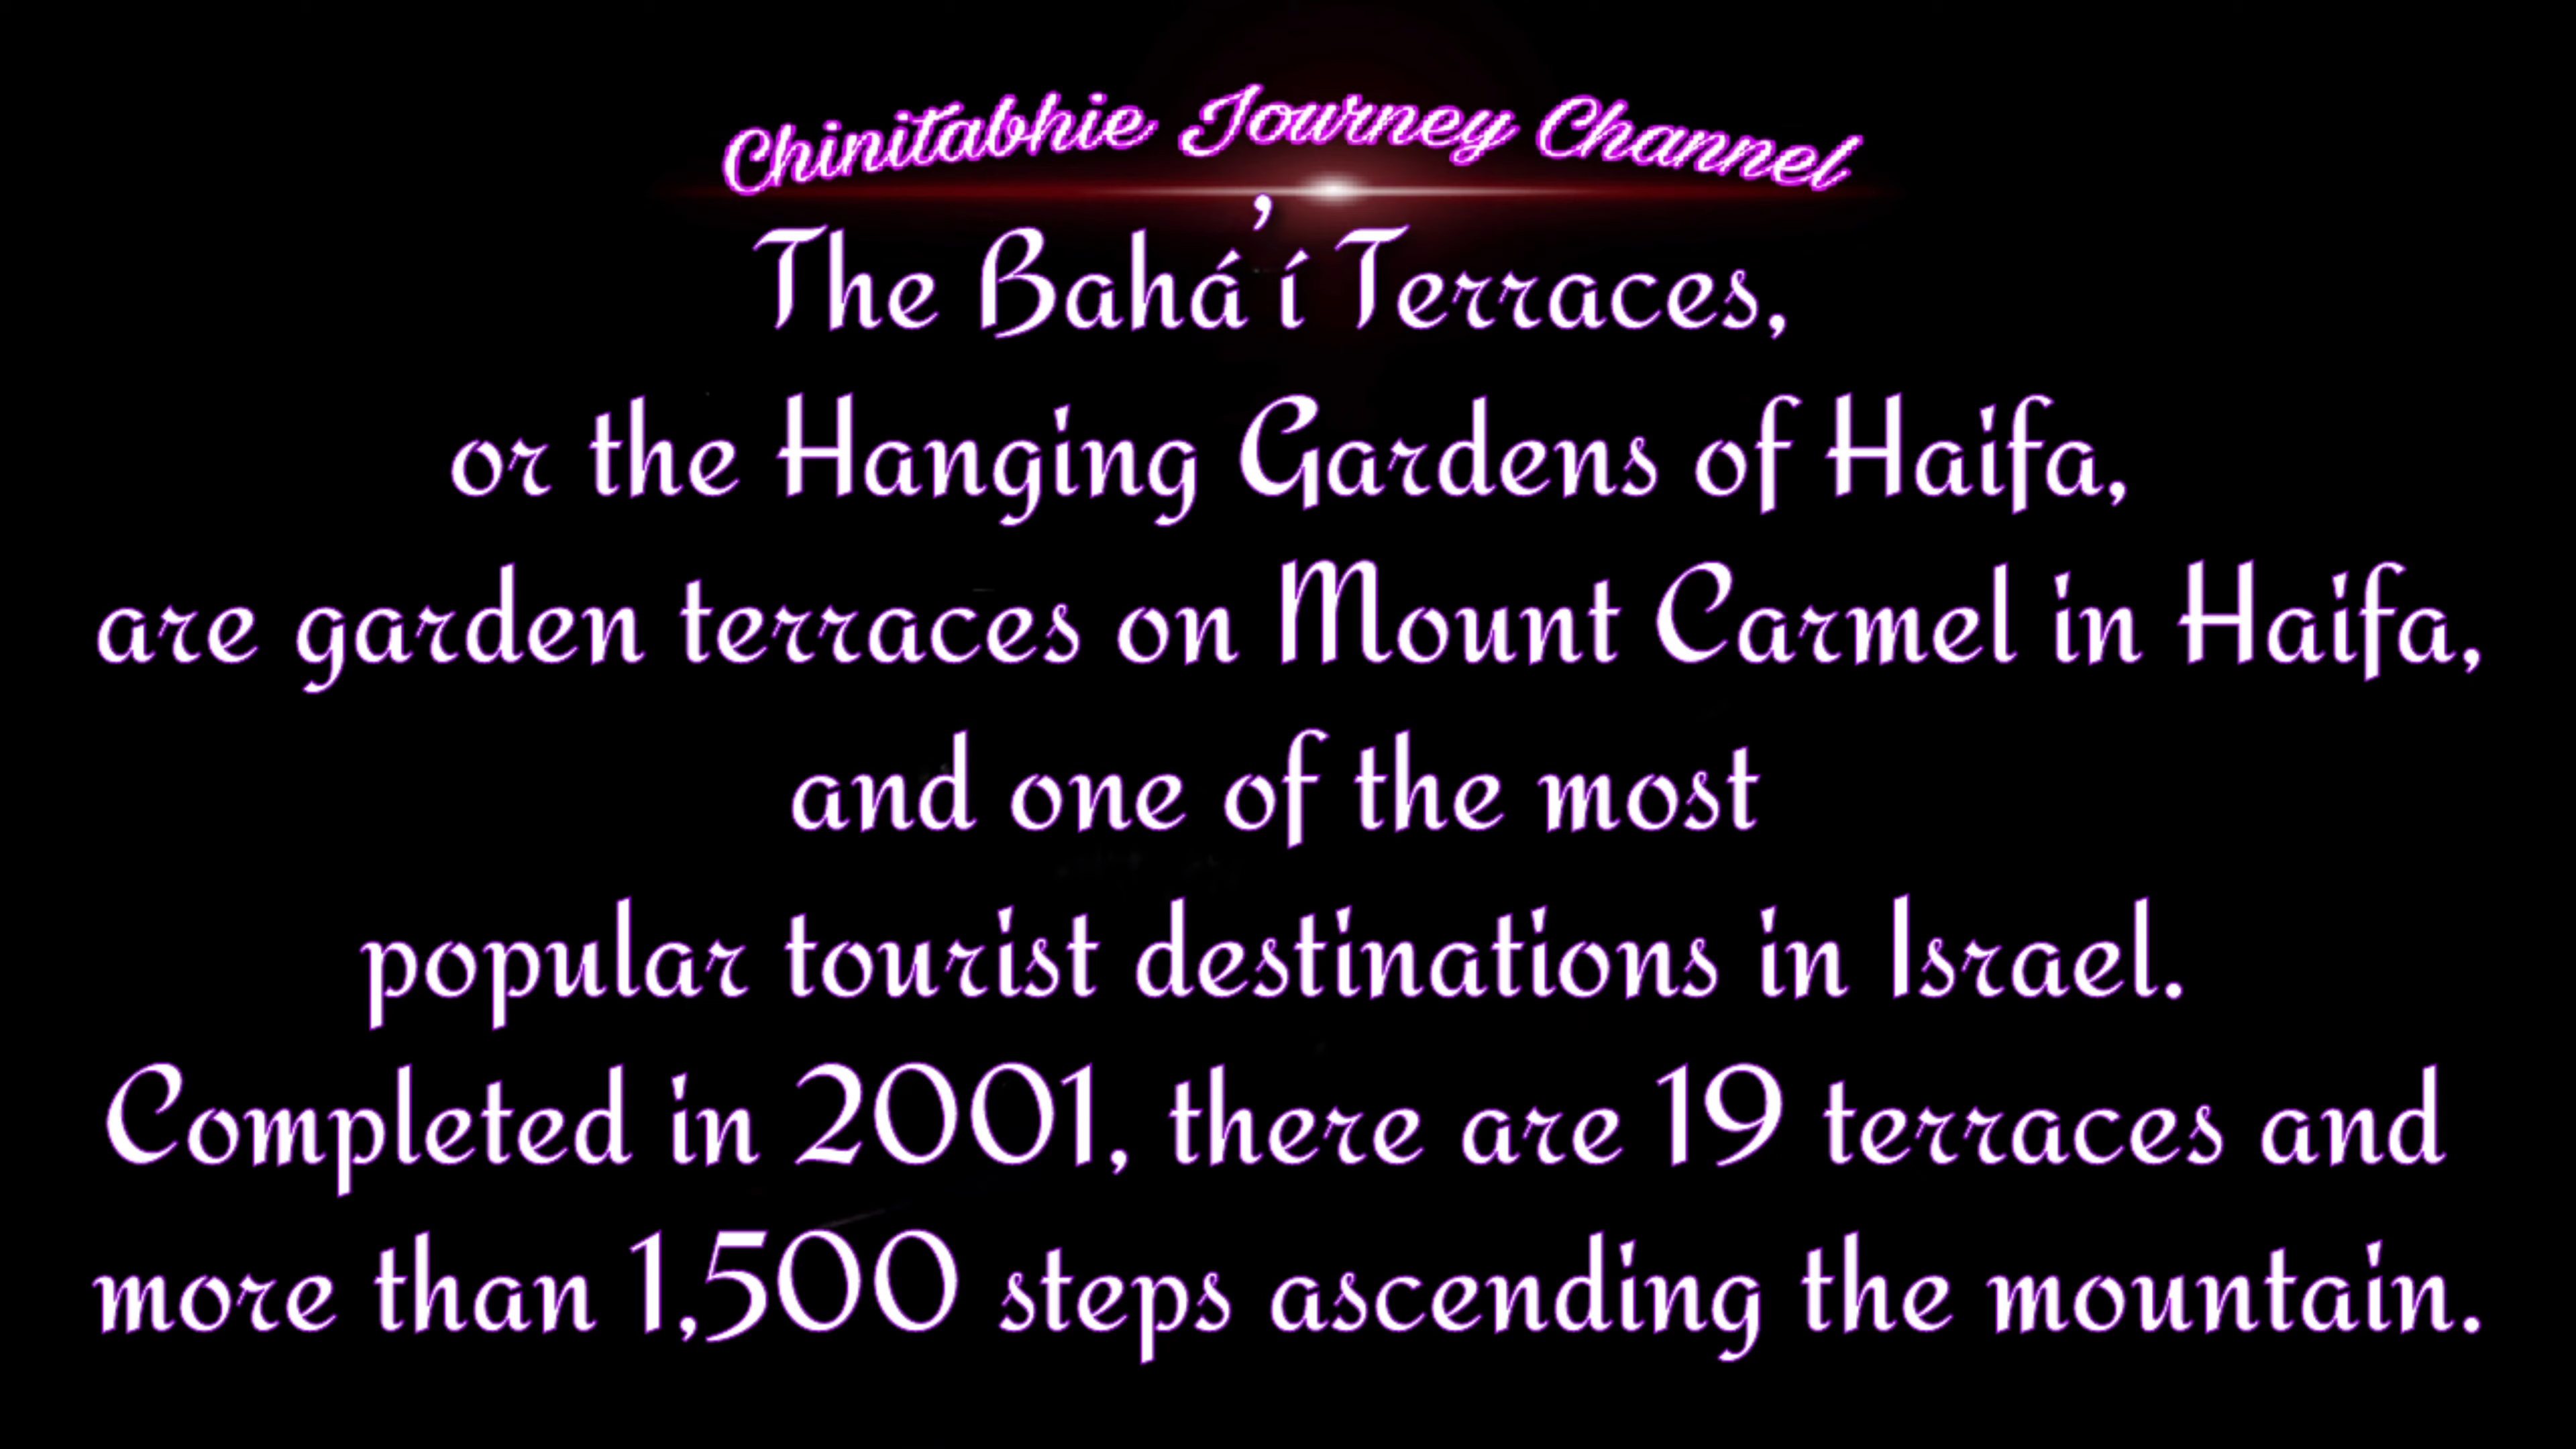 Chinitabhie Journey Channel
The Bahá’í Terraces,
or the Hanging Gardens of Haifa,
are garden terraces on Mount Carmel in Haifa,
and one of the most
popular tourist destinations in Israel.
Completed in 2001, there are 19 terraces and
more than 1,500 steps ascending the mountain.